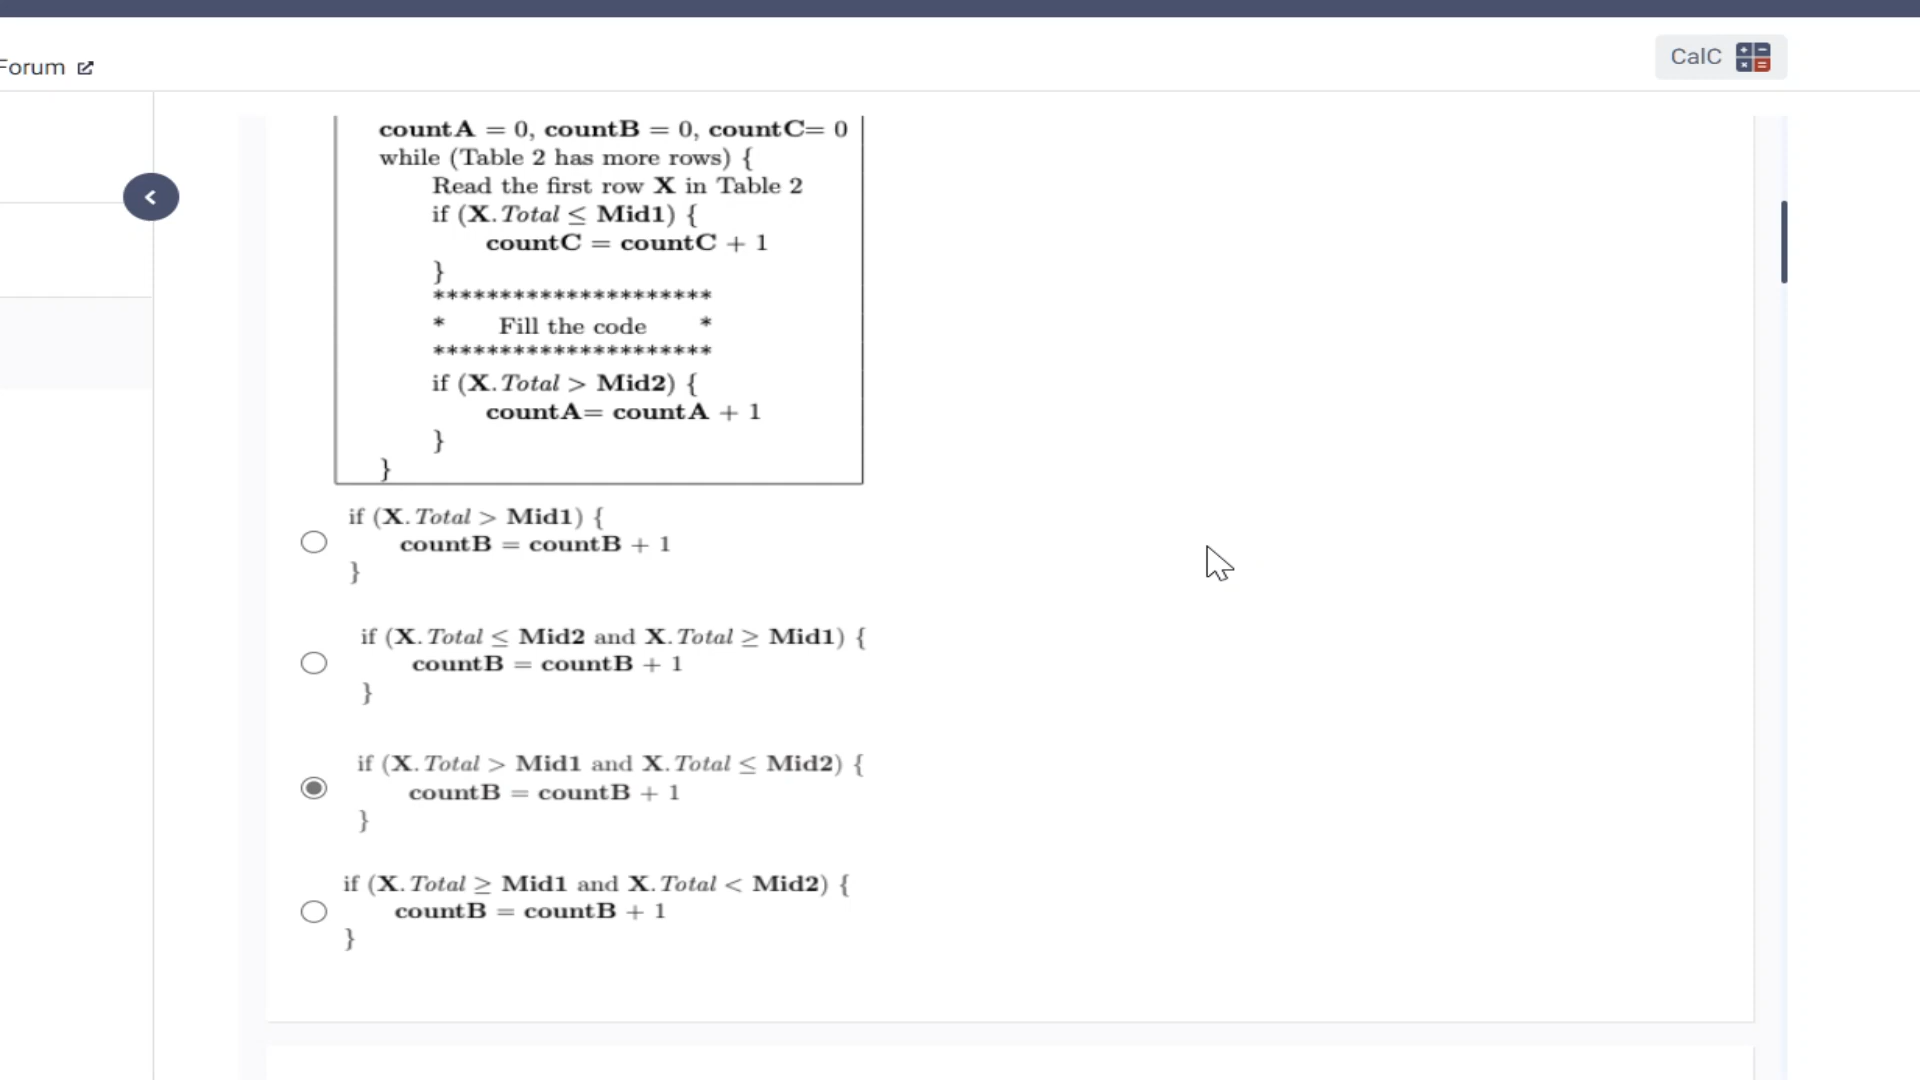 Forum
CalC
countA = 0, countB = 0, countC= 0
while (Table 2 has more rows) {
Read the first row X in Table 2
if (X.Total ≤ Mid1) {
countC = countC + 1
}
*********************
* Fill the code *
*********************
if (X.Total > Mid2) {
countA= countA + 1
}
}
if (X.Total > Mid1) {
countB = countB + 1
}
if (X.Total ≤ Mid2 and X.Total ≥ Mid1) {
countB = countB + 1
}
if (X.Total > Mid1 and X.Total ≤ Mid2) {
countB = countB + 1
}
if (X.Total ≥ Mid1 and X.Total < Mid2) {
countB = countB + 1
}